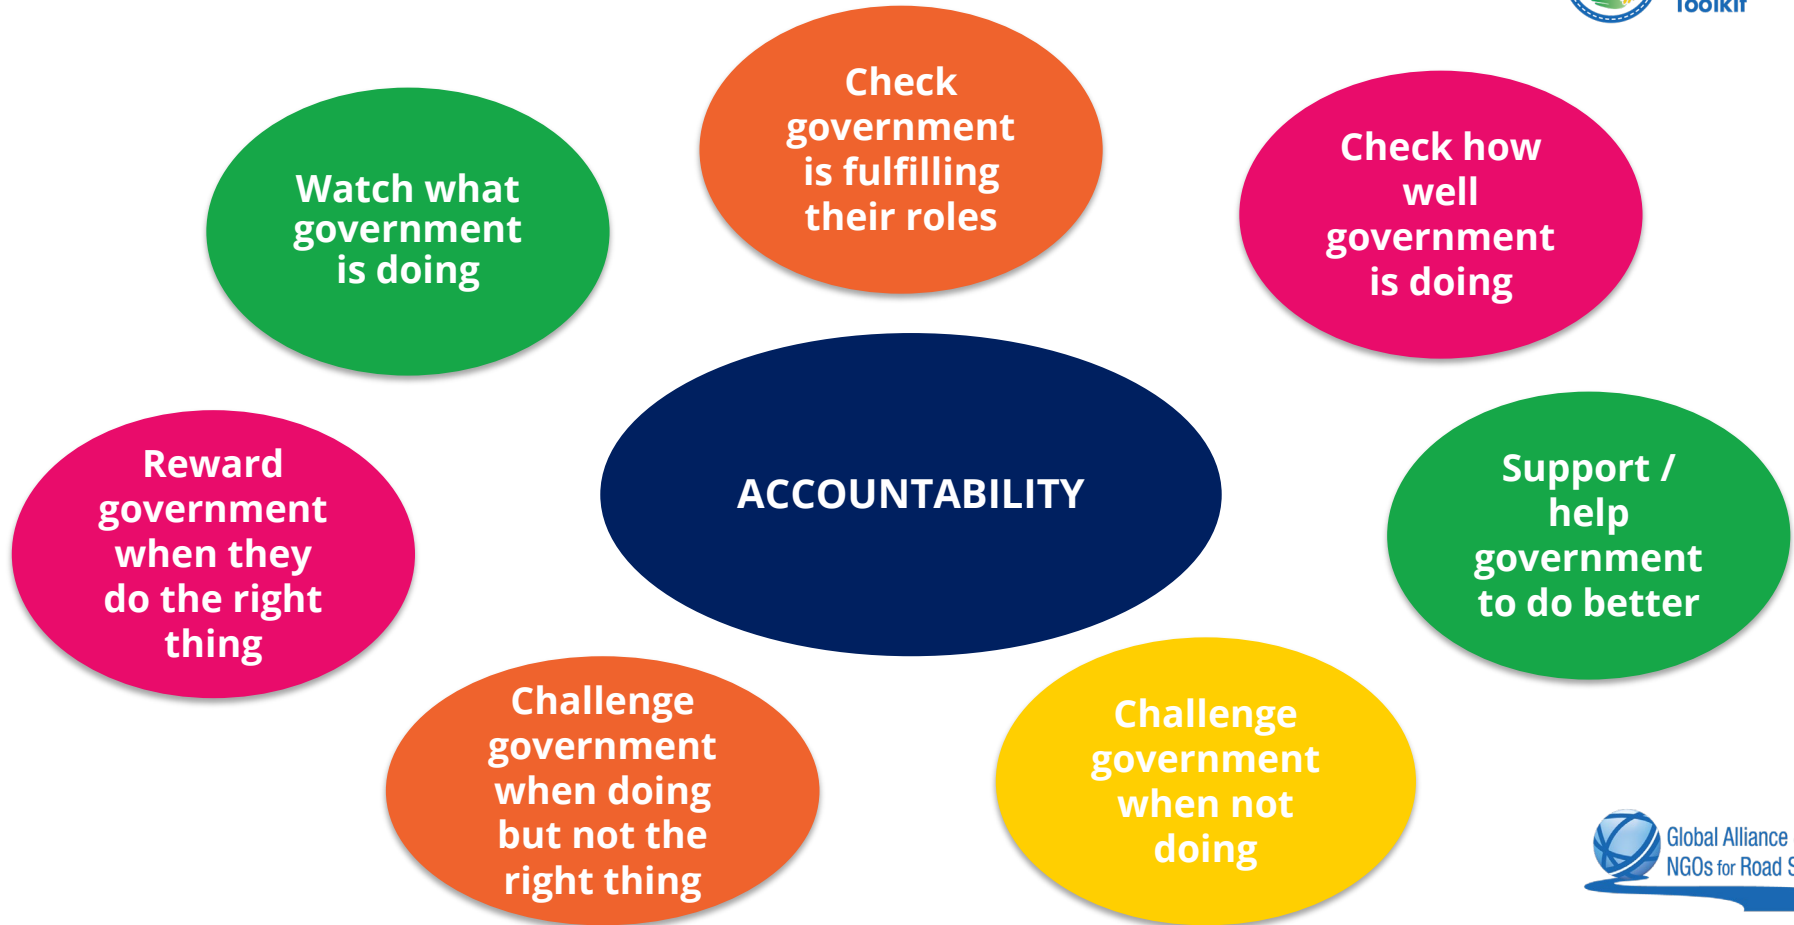 Toolkit
Check
government
is fulfilling
their roles
Watch what
government
is doing
Check how
well
government
is doing
Reward
government
when they
do the right
thing
ACCOUNTABILITY
Support /
help
government
to do better
Challenge
government
when doing
but not the
right thing
Challenge
government
when not
doing
Global Alliance
NGOs for Road S